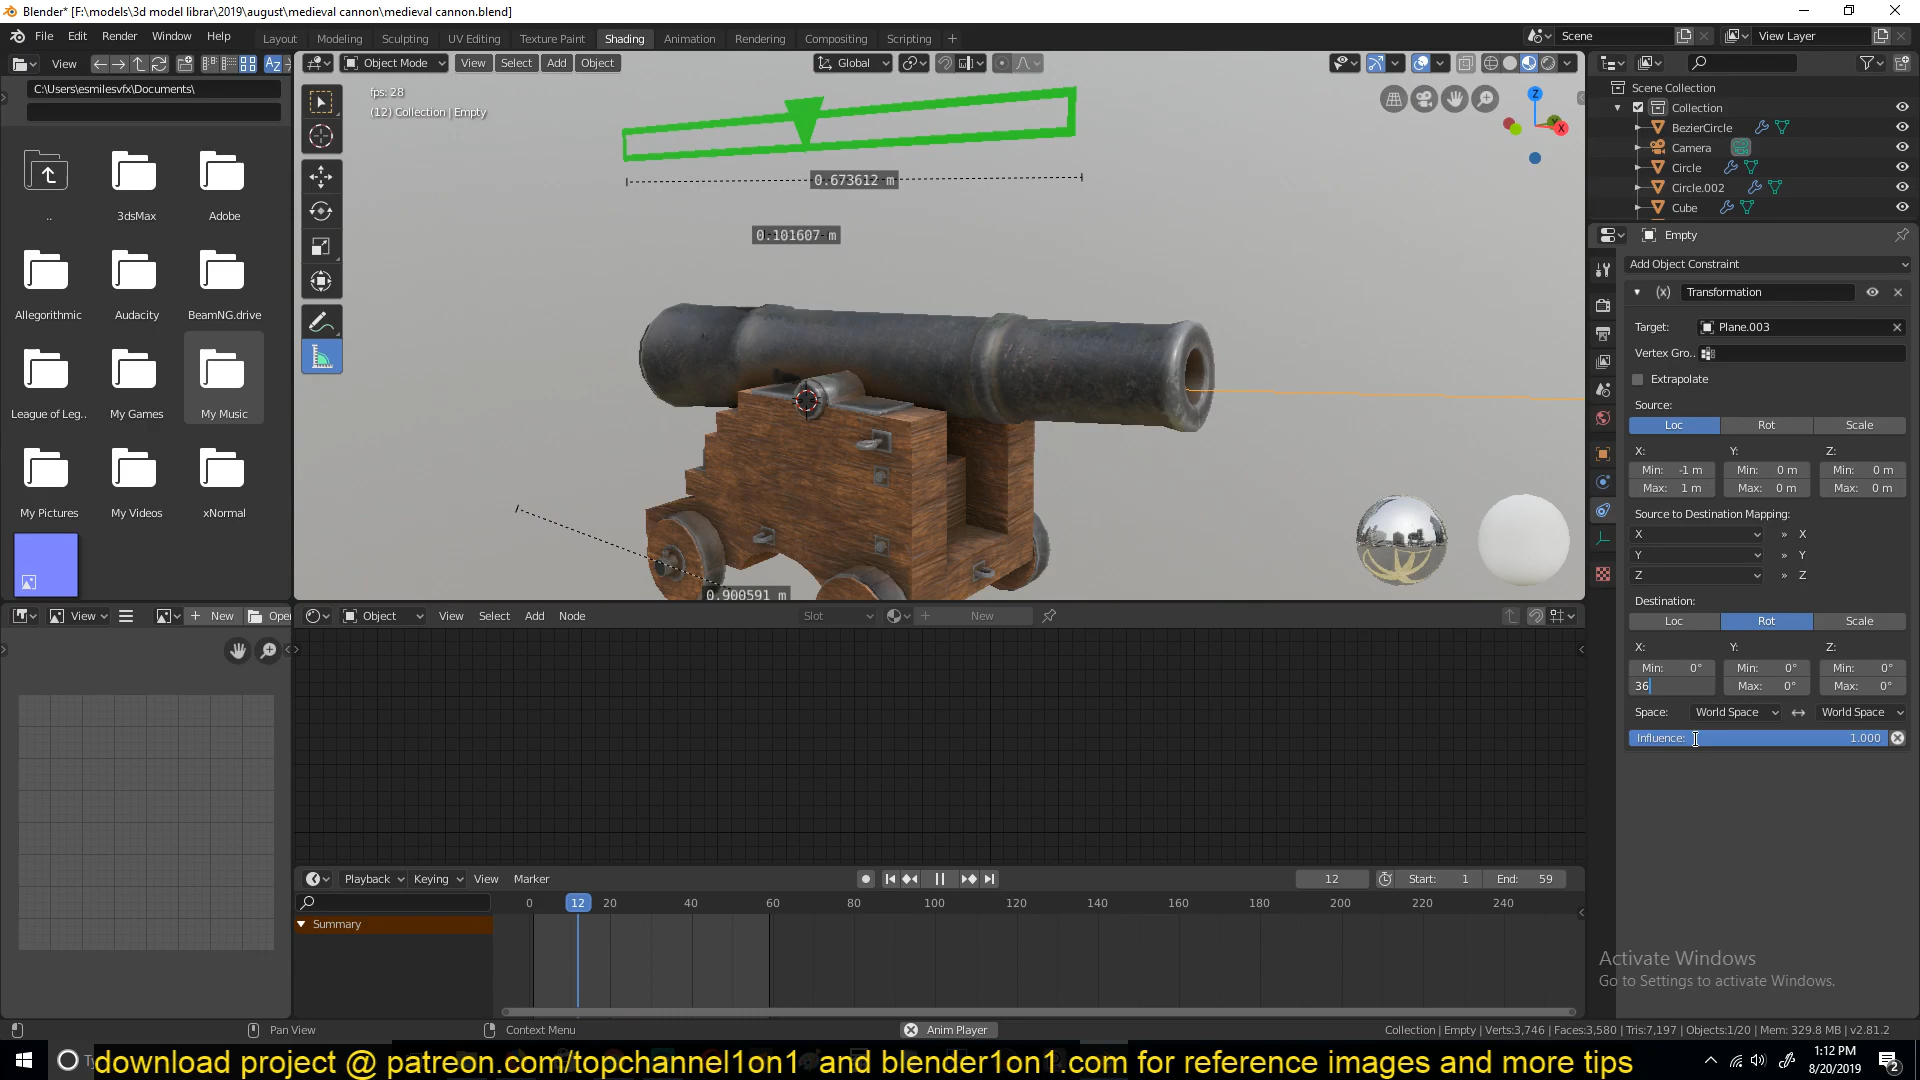 Blender* [F:\models\3d model librar\2019\august\medieval cannon\medieval cannon.blend]
File Edit Render Window Help
Layout Modeling Sculpting UV Editing Texture Paint Shading Animation Rendering Compositing Scripting +
Scene
View Layer
View
Object Mode View Select Add Object
Global
C:\Users\esmilesvfx\Documents\
fps: 28
(12) Collection | Empty
0.673612 m
0.101607 m
0.900591 m
Z
X
..
3dsMax
Adobe
Allegorithmic
Audacity
BeamNG.drive
League of Leg..
My Games
My Music
My Pictures
My Videos
xNormal
Scene Collection
Collection
BezierCircle
Camera
Circle
Circle.002
Cube
Empty
Add Object Constraint
Transformation
Target: Plane.003
Vertex Gro..
Extrapolate
Source:
Loc Rot Scale
X: Y: Z:
Min: -1 m Min: 0 m Min: 0 m
Max: 1 m Max: 0 m Max: 0 m
Source to Destination Mapping:
X » X
Y » Y
Z » Z
Destination:
Loc Rot Scale
X: Y: Z:
Min: 0° Min: 0° Min: 0°
36 Max: 0° Max: 0°
Space: World Space World Space
Influence: 1.000
View New Open
Object View Select Add Node Slot New
Playback Keying View Marker
12 Start: 1 End: 59
0 12 20 40 60 80 100 120 140 160 180 200 220 240
Summary
Activate Windows
Go to Settings to activate Windows.
Pan View
Context Menu
Anim Player
Collection | Empty | Verts:3,746 | Faces:3,580 | Tris:7,197 | Objects:1/20 | Mem: 329.8 MB | v2.81.2
download project @ patreon.com/topchannel1on1 and blender1on1.com for reference images and more tips
1:12 PM
8/20/2019
2